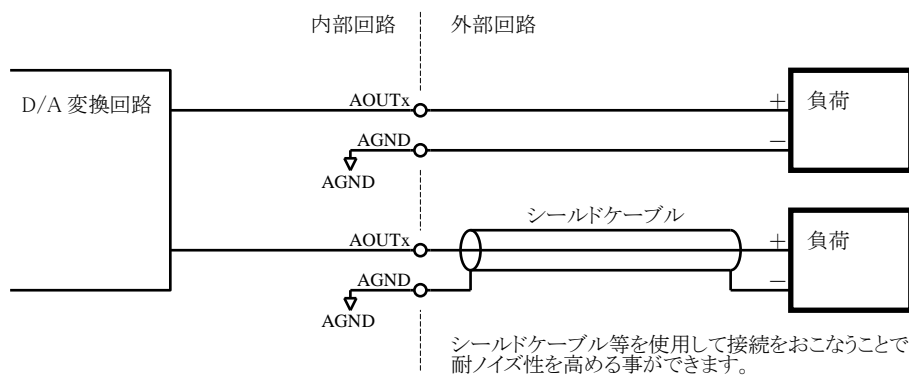 内部回路
外部回路
D/A 変換回路
AOUTx
+
負荷
AGND
−
AGND
シールドケーブル
AOUTx
+
負荷
AGND
−
AGND
シールドケーブル等を使用して接続をおこなうことで
耐ノイズ性を高める事ができます。